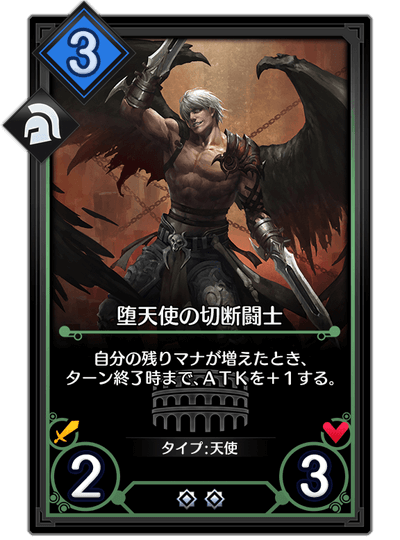 3
堕天使の切断闘士
自分の残りマナが増えたとき、
ターン終了時まで、ATKを+1する。
タイプ:天使
2
3